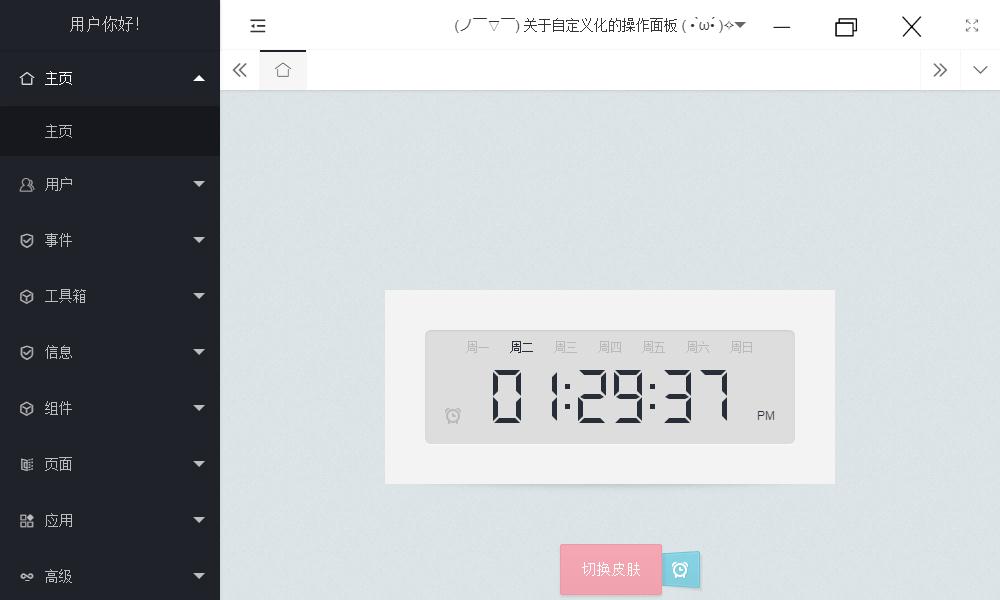 用户你好!
(ノ￣▽￣) 关于自定义化的操作面板 ( •̀ω•́ )✧
主页
主页
用户
事件
工具箱
信息
组件
页面
应用
高级
周一 周二 周三 周四 周五 周六 周日
01:29:37 PM
切换皮肤